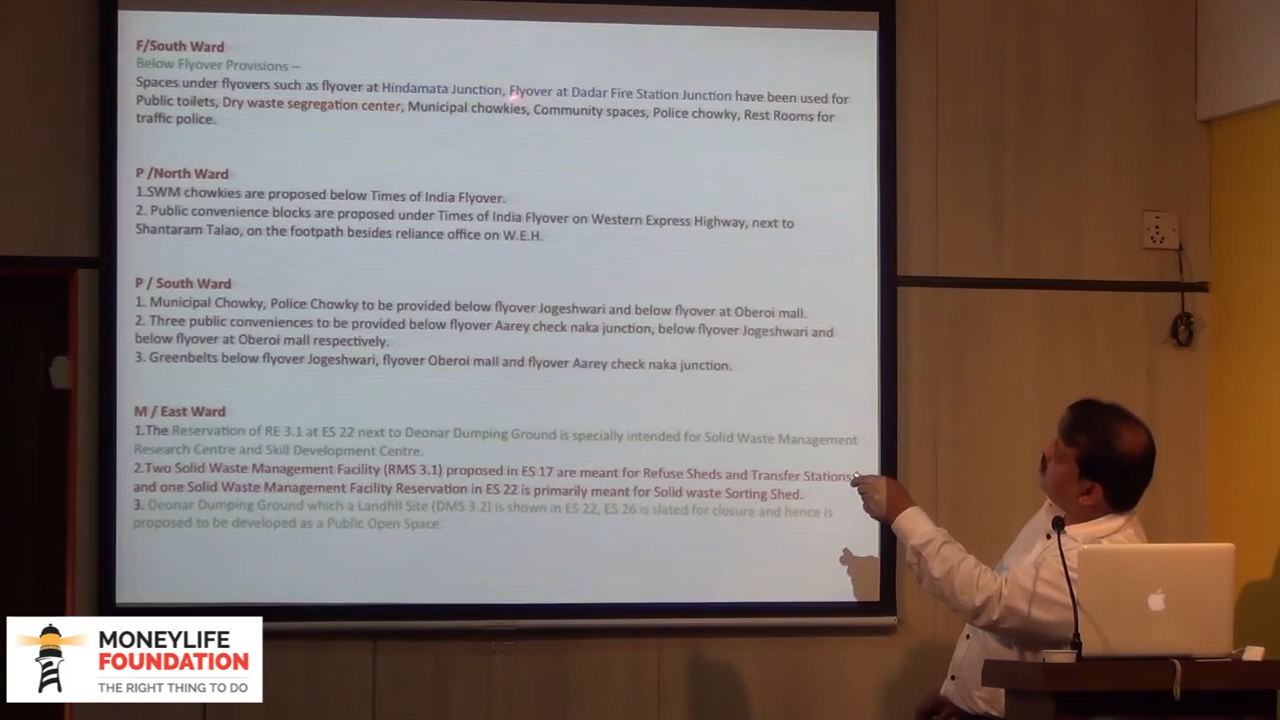 F/South Ward
Below Flyover Provisions –
Spaces under flyovers such as flyover at Hindamata Junction, Flyover at Dadar Fire Station Junction have been used for
Public toilets, Dry waste segregation center, Municipal chowkies, Community spaces, Police chowky, Rest Rooms for
traffic police.
P /North Ward
1.SWM chowkies are proposed below Times of India Flyover.
2. Public convenience blocks are proposed under Times of India Flyover on Western Express Highway, next to
Shantaram Talao, on the footpath besides reliance office on W.E.H.
P / South Ward
1. Municipal Chowky, Police Chowky to be provided below flyover Jogeshwari and below flyover at Oberoi mall.
2. Three public conveniences to be provided below flyover Aarey check naka junction, below flyover Jogeshwari and
below flyover at Oberoi mall respectively.
3. Greenbelts below flyover Jogeshwari, flyover Oberoi mall and flyover Aarey check naka junction.
M / East Ward
1.The Reservation of RE 3.1 at ES 22 next to Deonar Dumping Ground is specially intended for Solid Waste Management
Research Centre and Skill Development Centre.
2.Two Solid Waste Management Facility (RMS 3.1) proposed in ES 17 are meant for Refuse Sheds and Transfer Stations
and one Solid Waste Management Facility Reservation in ES 22 is primarily meant for Solid waste Sorting Shed.
3. Deonar Dumping Ground which a Landfill Site (DMS 3.2) is shown in ES 22, ES 26 is slated for closure and hence is
proposed to be developed as a Public Open Space.
MONEYLIFE
FOUNDATION
THE RIGHT THING TO DO